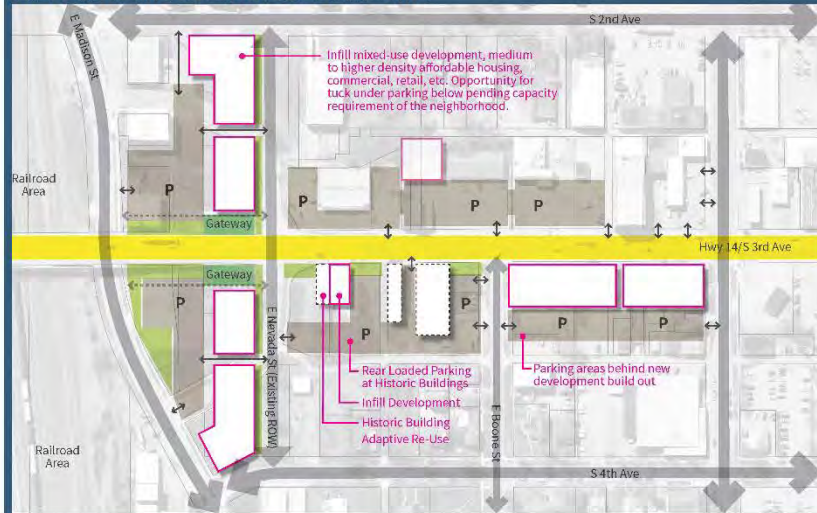 S 2nd Ave
E Madison St
Infill mixed-use development, medium
to higher density affordable housing,
commercial, retail, etc. Opportunity for
tuck under parking below pending capacity
requirement of the neighborhood.
Railroad
Area
P
P
P
P
Gateway
Hwy 14/S 3rd Ave
Gateway
P
E Nevada St (Existing ROW)
P
P
P
P
Rear Loaded Parking
at Historic Buildings
Parking areas behind new
development build out
Infill Development
Historic Building
Adaptive Re-Use
E Boone St
Railroad
Area
S 4th Ave